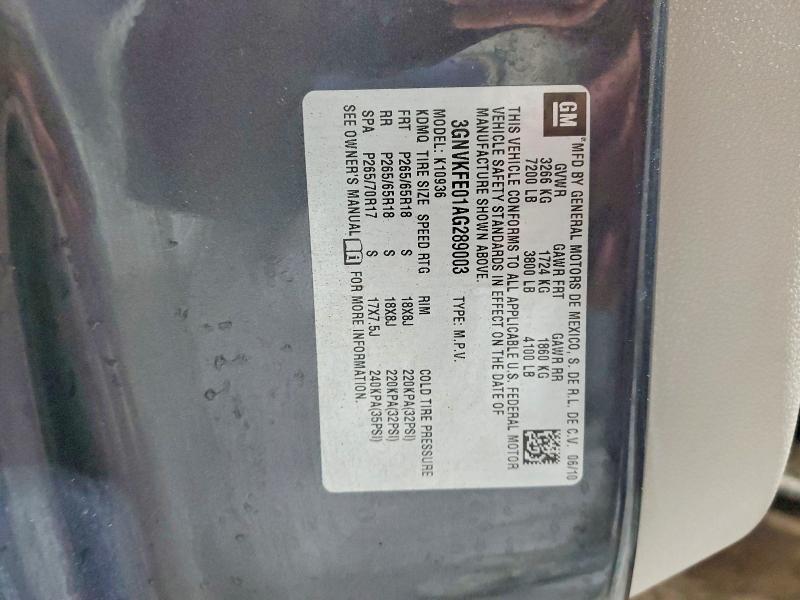 GM MFD BY GENERAL MOTORS DE MEXICO, S. DE R.L. DE C.V. 06/10
GVWR GAWR FRT GAWR RR
3266 KG 1724 KG 1860 KG
7200 LB 3800 LB 4100 LB
THIS VEHICLE CONFORMS TO ALL APPLICABLE U.S. FEDERAL MOTOR
VEHICLE SAFETY STANDARDS IN EFFECT ON THE DATE OF
MANUFACTURE SHOWN ABOVE.
3GNVKFE01AG289003 TYPE: M.P.V.
MODEL: K10936
KDMQ TIRE SIZE SPEED RTG RIM COLD TIRE PRESSURE
FRT P265/65R18 S 18X8J 220KPA(32PSI)
RR P265/65R18 S 18X8J 220KPA(32PSI)
SPA P265/70R17 S 17X7.5J 240KPA(35PSI)
SEE OWNER'S MANUAL FOR MORE INFORMATION.